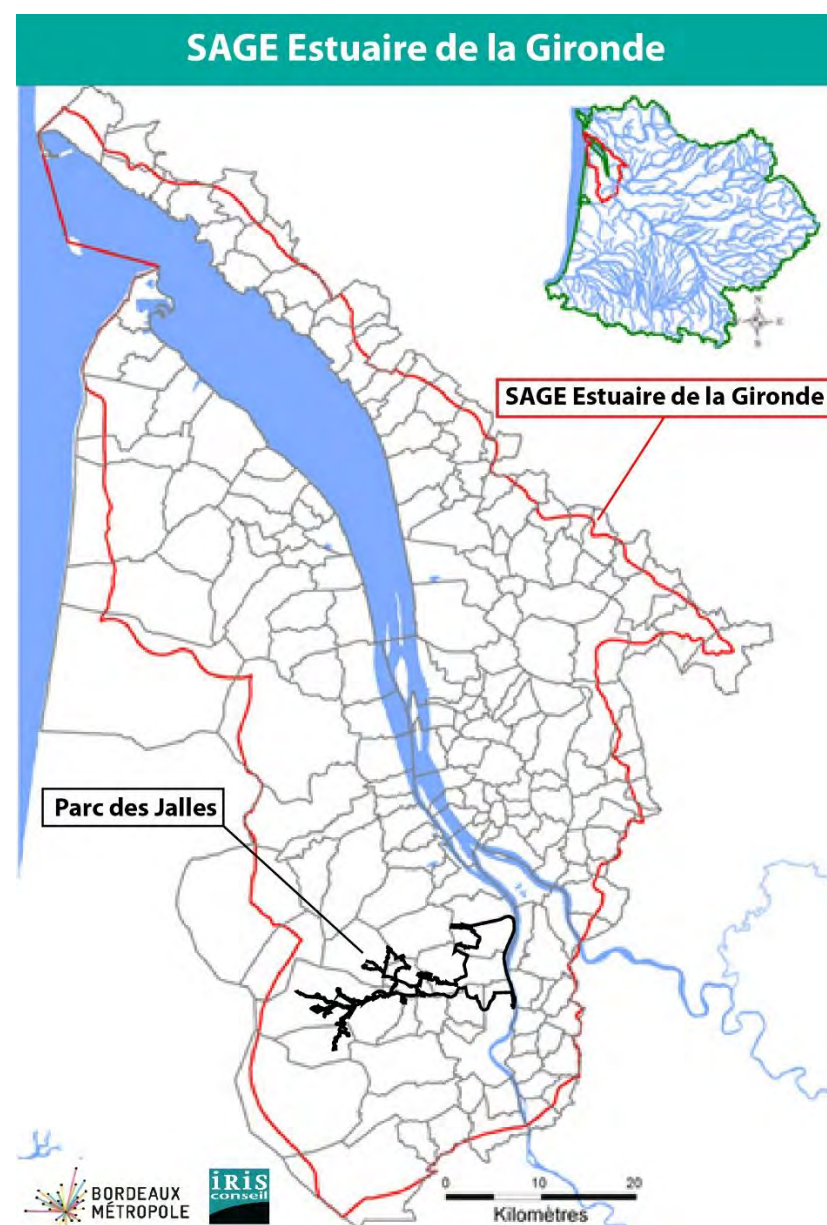 SAGE Estuaire de la Gironde
N
E
S
SAGE Estuaire de la Gironde
Parc des Jalles
BORDEAUX
MÉTROPOLE
iRiS
conseil
0 10 20
Kilomètres